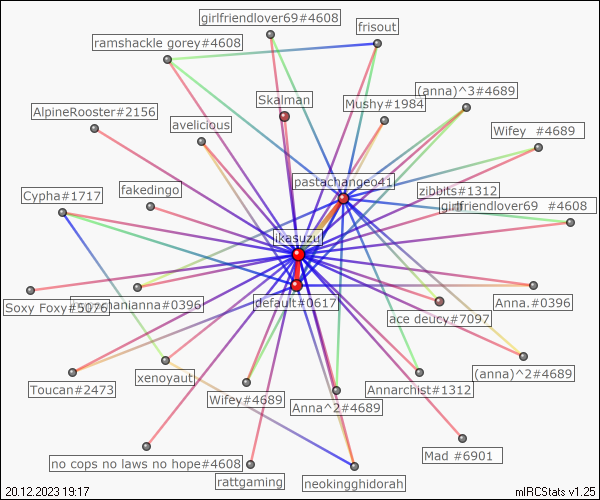 girlfriendlover69#4608
frisout
ramshackle gorey#4608
(anna)^3#4689
Skalman
Mushy#1984
AlpineRooster#2156
avelicious
Wifey #4689
pastachangeo41
zibbits#1312
fakedingo
Cypha#1717
girlfriendlover69 #4608
ikasuzu
default#0617
Soxy Foxy#5076
manianna#0396
Anna.#0396
ace deucy#7097
xenoyaut
(anna)^2#4689
Toucan#2473
Annarchist#1312
Wifey#4689
Anna^2#4689
Mad #6901
no cops no laws no hope#4608
rattgaming
neokingghidorah
20.12.2023 19:17
mIRCStats v1.25